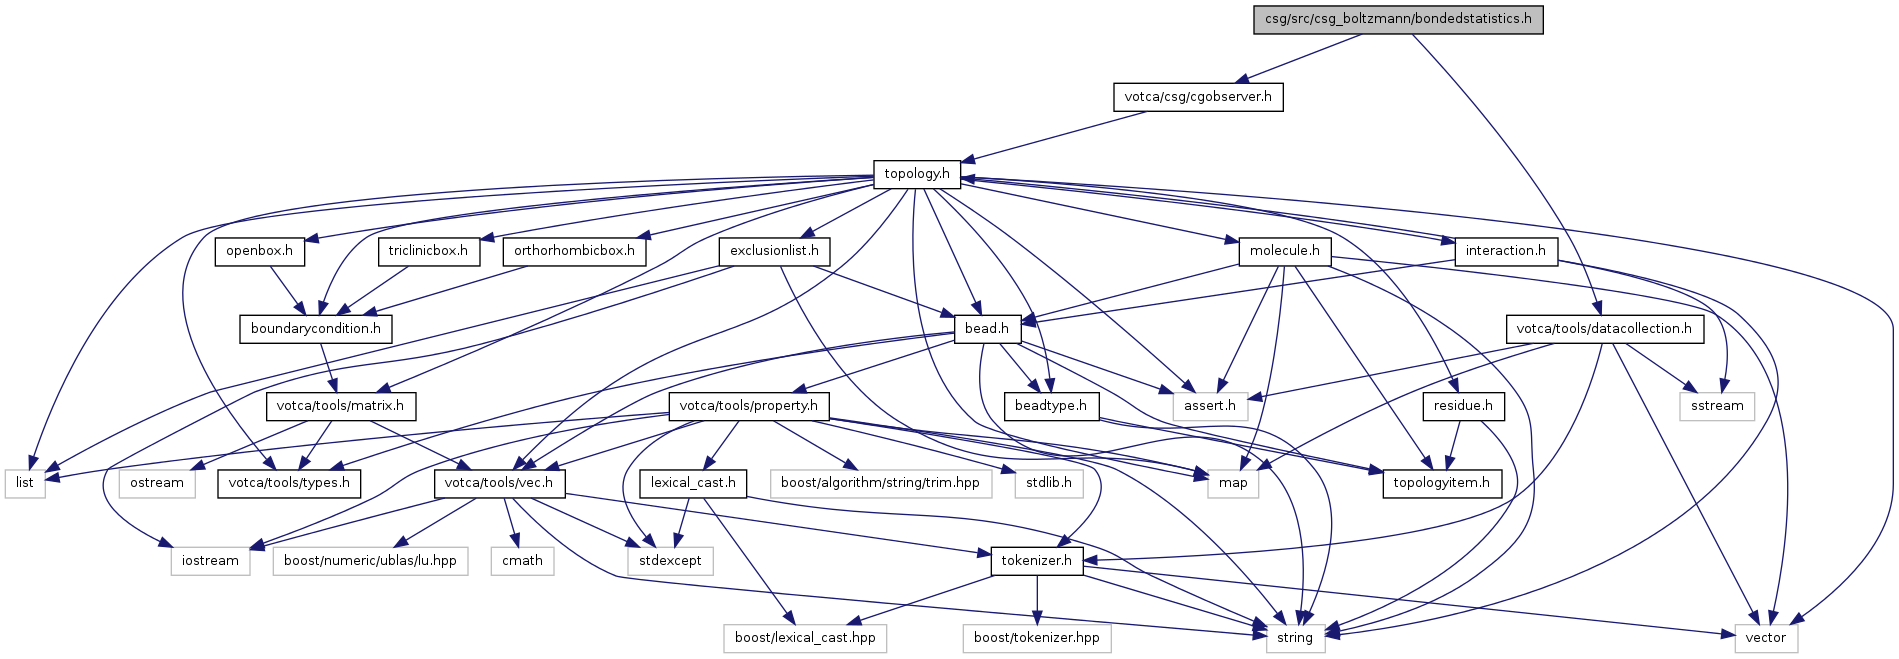 csg/src/csg_boltzmann/bondedstatistics.h
votca/csg/cgobserver.h
topology.h
openbox.h
triclinicbox.h
orthorhombicbox.h
exclusionlist.h
molecule.h
interaction.h
boundarycondition.h
bead.h
votca/tools/datacollection.h
votca/tools/matrix.h
votca/tools/property.h
beadtype.h
assert.h
residue.h
sstream
list
ostream
votca/tools/types.h
votca/tools/vec.h
lexical_cast.h
boost/algorithm/string/trim.hpp
stdlib.h
map
topologyitem.h
iostream
boost/numeric/ublas/lu.hpp
cmath
stdexcept
tokenizer.h
boost/lexical_cast.hpp
boost/tokenizer.hpp
string
vector